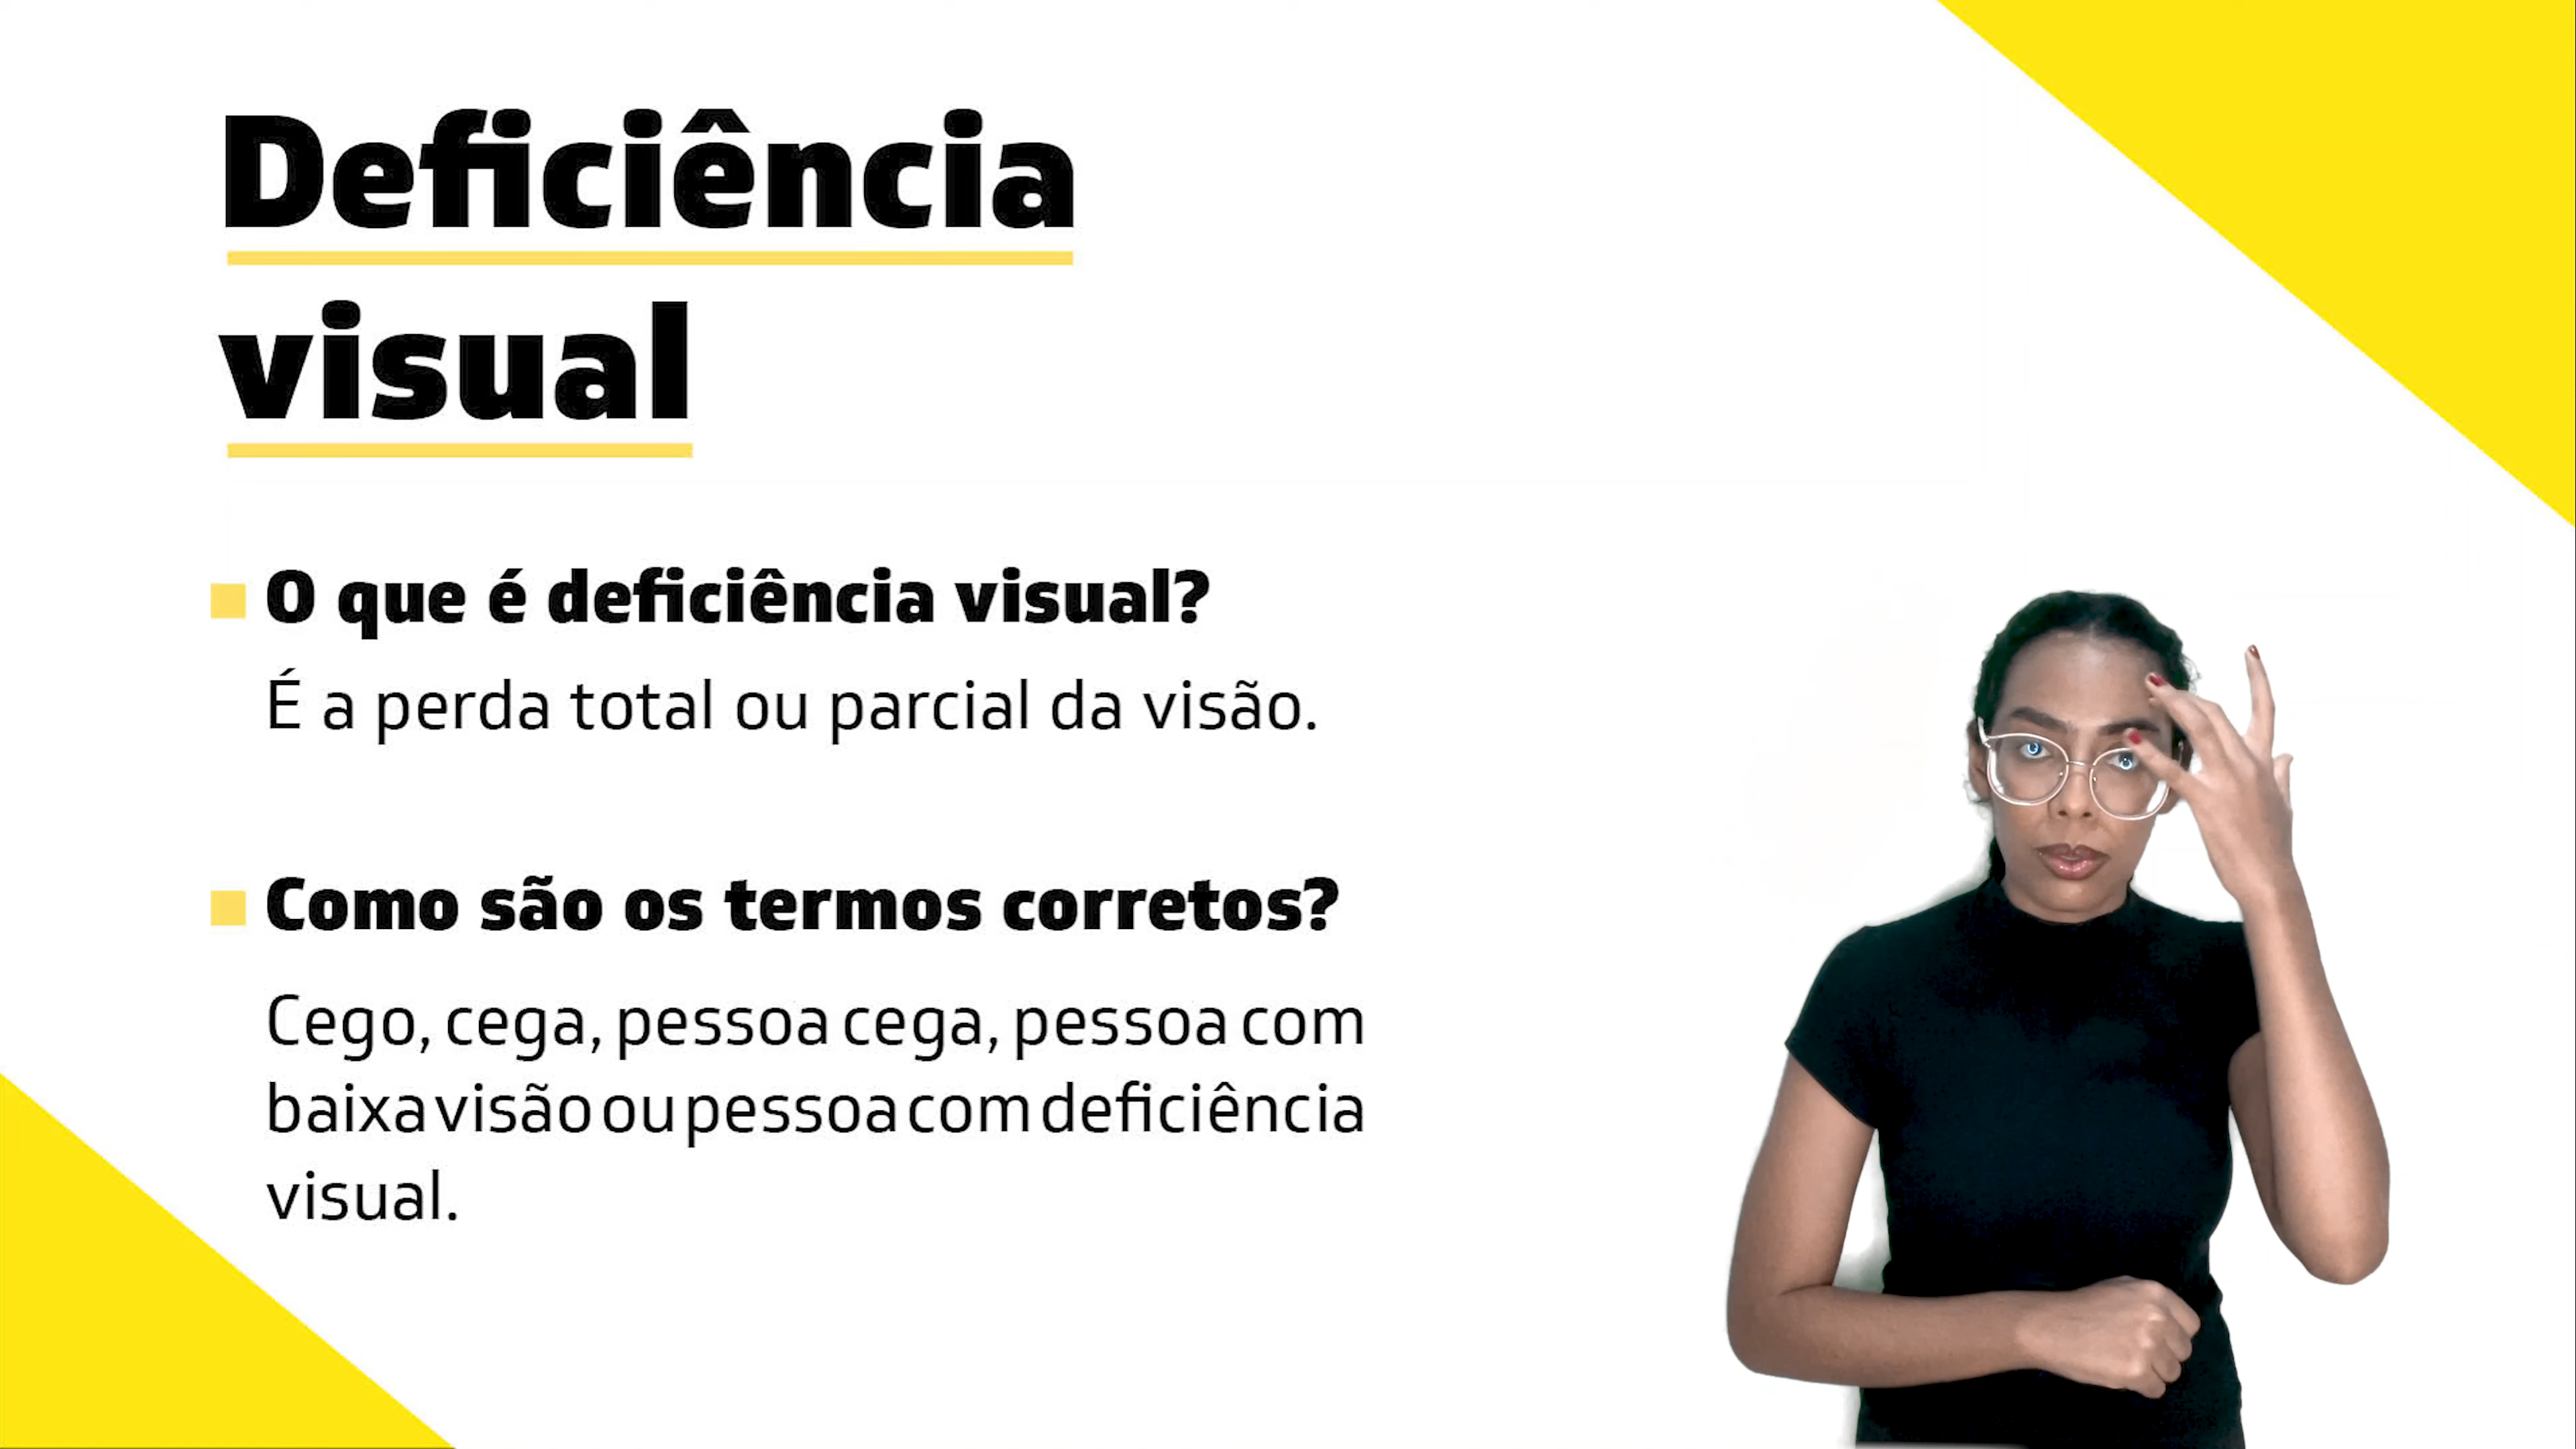 Deficiência
visual
O que é deficiência visual?
É a perda total ou parcial da visão.
Como são os termos corretos?
Cego, cega, pessoa cega, pessoa com
baixa visão ou pessoa com deficiência
visual.